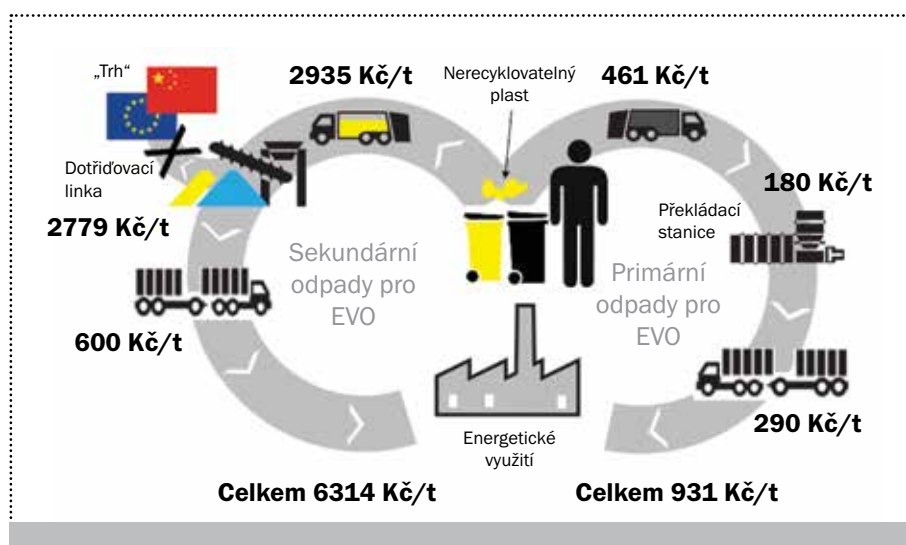 „Trh“
2935 Kč/t
Nerecyklovatelný
plast
461 Kč/t
Dotřiďovací
linka
2779 Kč/t
180 Kč/t
Překládací
stanice
Sekundární
odpady pro
EVO
Primární
odpady pro
EVO
600 Kč/t
290 Kč/t
Energetické
využití
Celkem 6314 Kč/t
Celkem 931 Kč/t